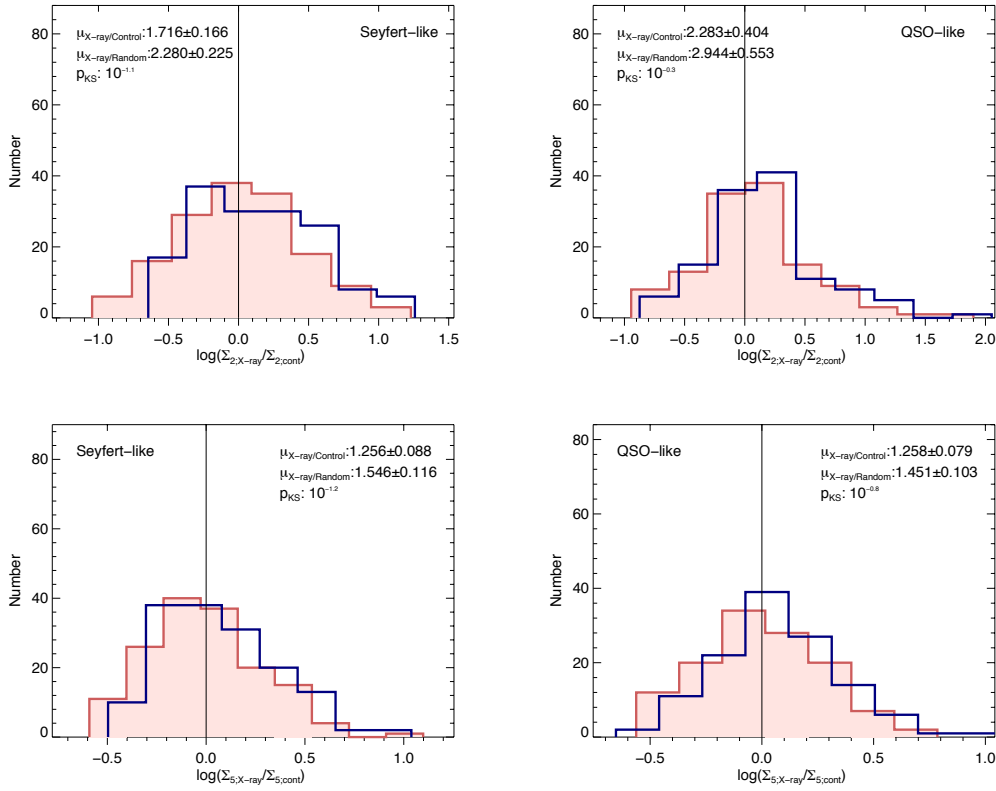 μX-ray/Control:1.716±0.166
Seyfert-like
μX-ray/Random:2.280±0.225
pKS: 10^-1.1
80
60
40
20
0
Number
-1.0 -0.5 0.0 0.5 1.0 1.5
log(Σ2;X-ray/Σ2;cont)
μX-ray/Control:2.283±0.404
QSO-like
μX-ray/Random:2.944±0.553
pKS: 10^-0.3
80
60
40
20
0
Number
-1.0 -0.5 0.0 0.5 1.0 1.5 2.0
log(Σ2;X-ray/Σ2;cont)
Seyfert-like
μX-ray/Control:1.256±0.088
μX-ray/Random:1.546±0.116
pKS: 10^-1.2
80
60
40
20
0
Number
-0.5 0.0 0.5 1.0
log(Σ5;X-ray/Σ5;cont)
QSO-like
μX-ray/Control:1.258±0.079
μX-ray/Random:1.451±0.103
pKS: 10^-0.8
80
60
40
20
0
Number
-0.5 0.0 0.5 1.0
log(Σ5;X-ray/Σ5;cont)